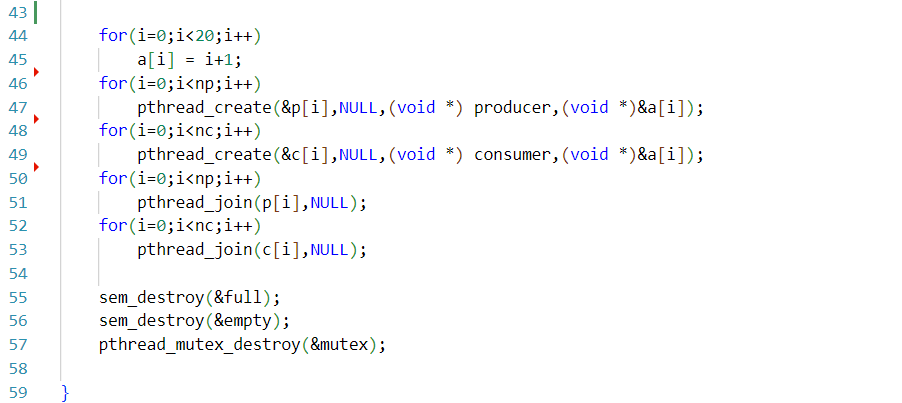 43
44 for(i=0;i<20;i++)
45 a[i] = i+1;
46 for(i=0;i<np;i++)
47 pthread_create(&p[i],NULL,(void *) producer,(void *)&a[i]);
48 for(i=0;i<nc;i++)
49 pthread_create(&c[i],NULL,(void *) consumer,(void *)&a[i]);
50 for(i=0;i<np;i++)
51 pthread_join(p[i],NULL);
52 for(i=0;i<nc;i++)
53 pthread_join(c[i],NULL);
54
55 sem_destroy(&full);
56 sem_destroy(&empty);
57 pthread_mutex_destroy(&mutex);
58
59 }